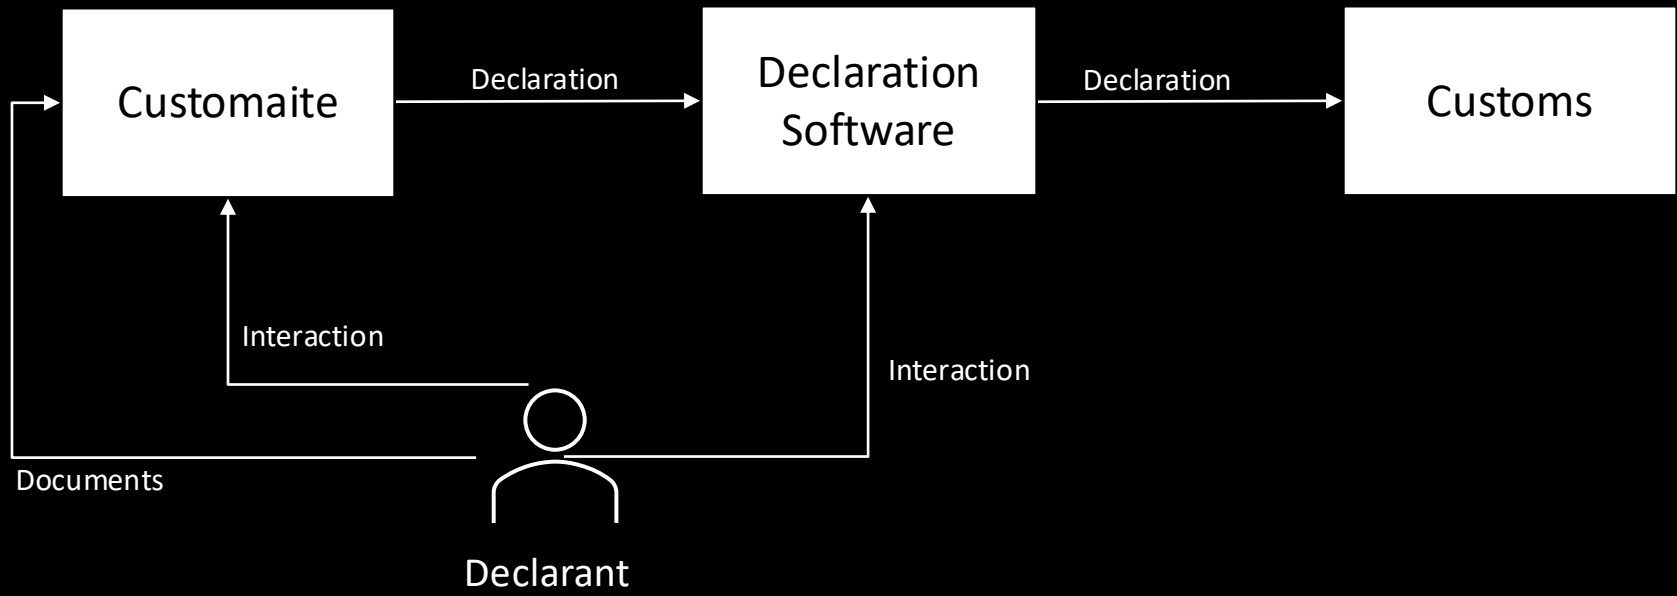 Customaite
Declaration
Declaration
Software
Declaration
Customs
Interaction
Interaction
Documents
Declarant